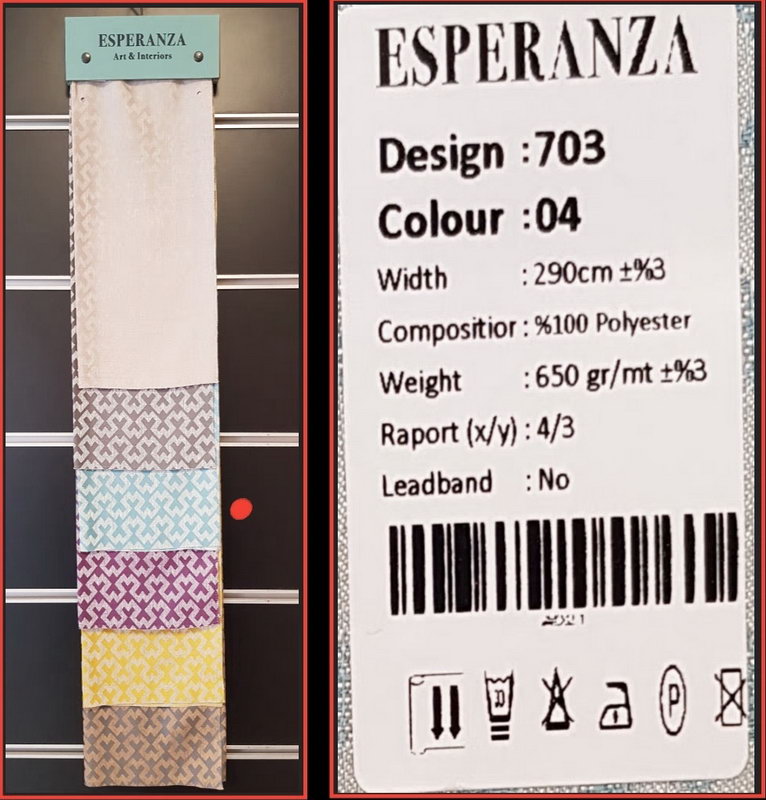 ESPERANZA
Art & Interiors
ESPERANZA
Design :703
Colour :04
Width :290cm ±%3
Compositior : %100 Polyester
Weight :650 gr/mt ±%3
Raport (x/y) : 4/3
Leadband : No
P